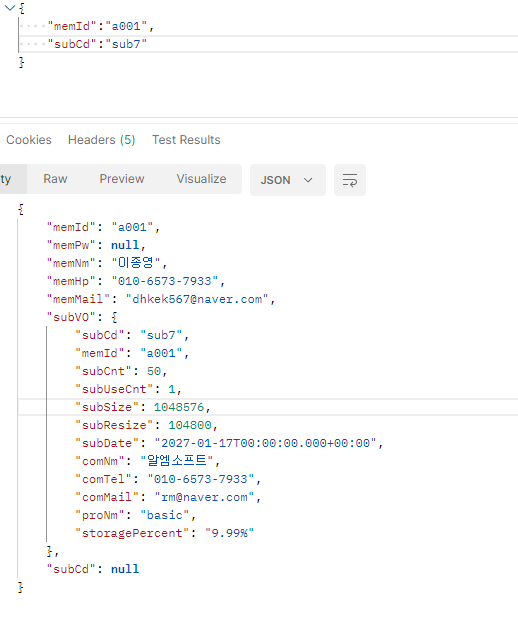 {
"memId":"a001",
"subCd":"sub7"
}
Cookies Headers (5) Test Results
ty Raw Preview Visualize JSON
{
"memId": "a001",
"memPw": null,
"memNm": "이종영",
"memHp": "010-6573-7933",
"memMail": "dhkek567@naver.com",
"subVO": {
"subCd": "sub7",
"memId": "a001",
"subCnt": 50,
"subUseCnt": 1,
"subSize": 1048576,
"subResize": 104800,
"subDate": "2027-01-17T00:00:00.000+00:00",
"comNm": "알엠소프트",
"comTel": "010-6573-7933",
"comMail": "rm@naver.com",
"proNm": "basic",
"storagePercent": "9.99%"
},
"subCd": null
}